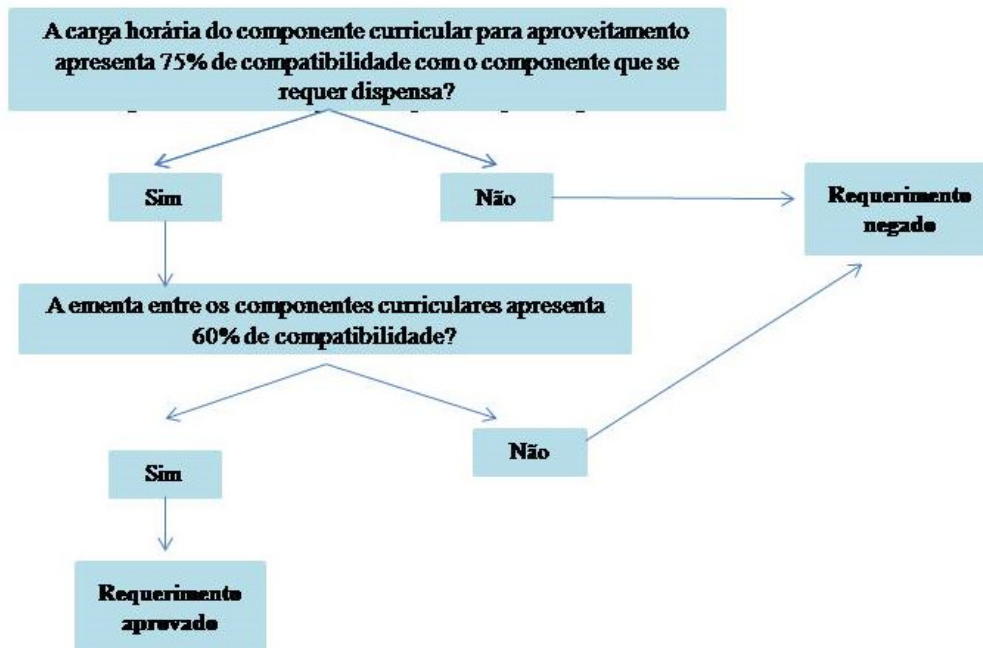 A carga horária do componente curricular para aproveitamento
apresenta 75% de compatibilidade com o componente que se
requer dispensa?
Sim
Não
Requerimento
negado
A ementa entre os componentes curriculares apresenta
60% de compatibilidade?
Sim
Não
Requerimento
aprovado